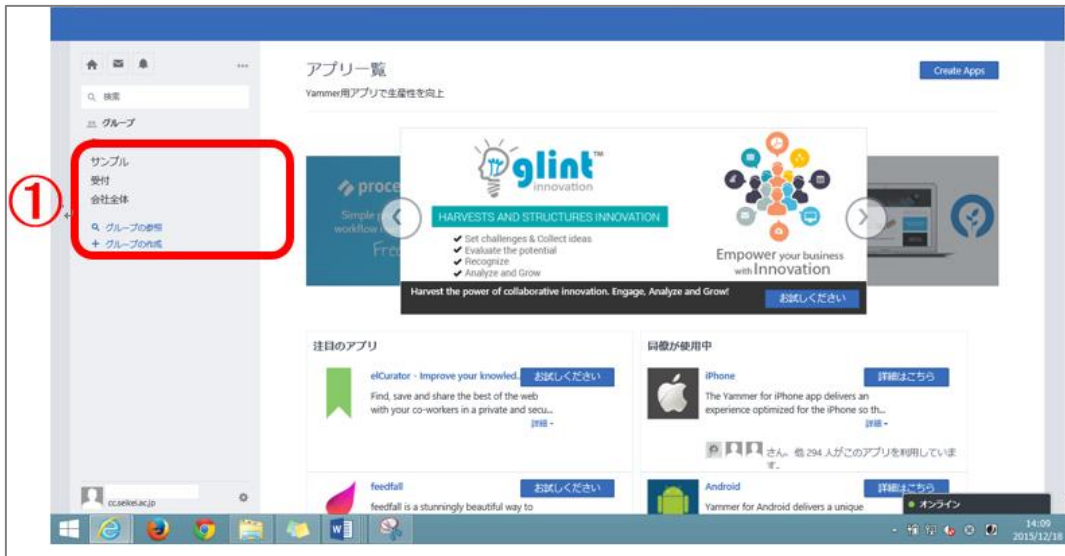 アプリ一覧
Create Apps
Yammer用アプリで生産性を向上
検索
グループ
サンプル
受付
会社全体
グループの参照
+ グループの作成
①
proce
Simple
workflow
Fre
glint™
innovation
HARVESTS AND STRUCTURES INNOVATION
✔ Set challenges & Collect ideas
✔ Evaluate the potential
✔ Recognize
✔ Analyze and Grow
Empower your business
with Innovation
Harvest the power of collaborative innovation. Engage, Analyze and Grow!
お試しください
注目のアプリ
elCurator - Improve your knowled...
お試しください
Find, save and share the best of the web
with your co-workers in a private and secu...
詳細
feedfall
お試しください
feedfall is a stunningly beautiful way to
同僚が使用中
iPhone
詳細はこちら
The Yammer for iPhone app delivers an
experience optimized for the iPhone so th...
詳細
さん、他 294 人がこのアプリを利用していま
す。
Android
詳細はこちら
Yammer for Android delivers a unique
オンライン
cc.seikei.ac.jp
14:09
2015/12/18